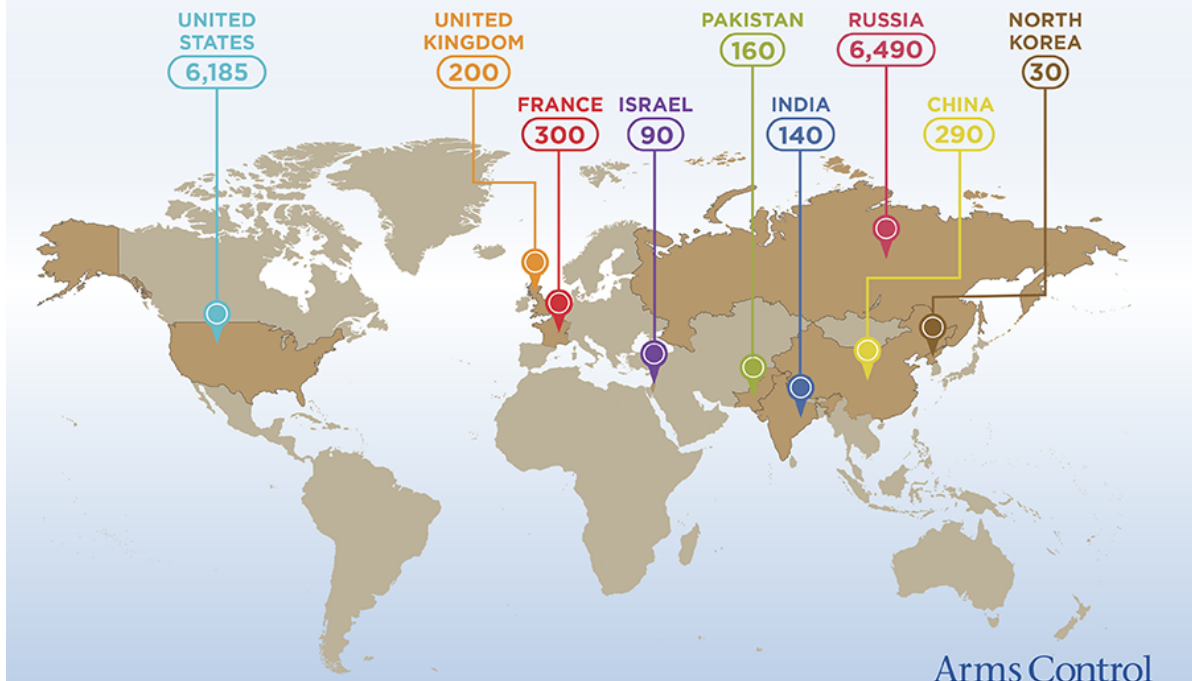 UNITED
STATES
6,185
UNITED
KINGDOM
200
FRANCE
300
ISRAEL
90
PAKISTAN
160
INDIA
140
RUSSIA
6,490
CHINA
290
NORTH
KOREA
30
Arms Control